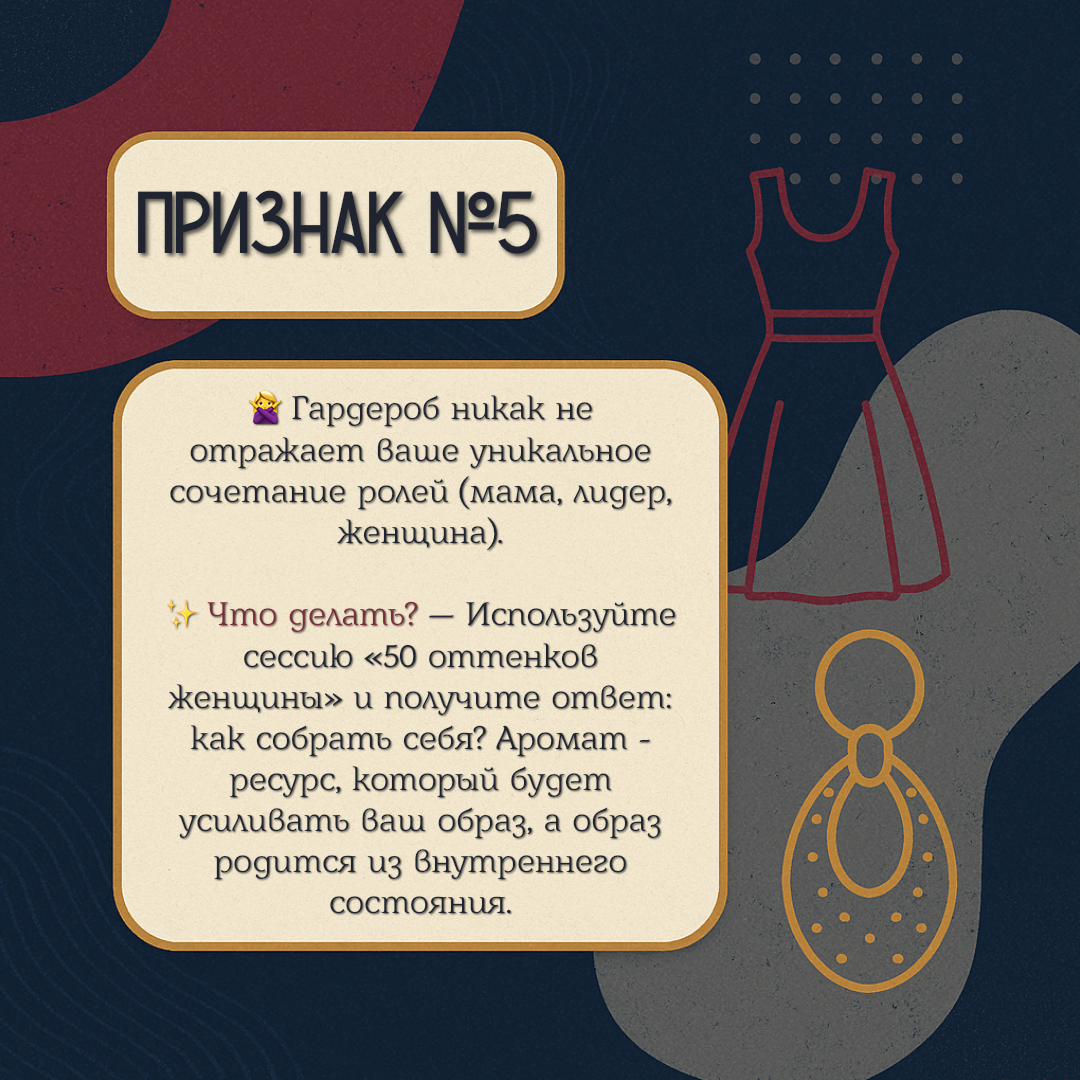 ПРИЗНАК №5
🙅‍♀️ Гардероб никак не
отражает ваше уникальное
сочетание ролей (мама, лидер,
женщина).
✨ Что делать? — Используйте
сессию «50 оттенков
женщины» и получите ответ:
как собрать себя? Аромат -
ресурс, который будет
усиливать ваш образ, а образ
родится из внутреннего
состояния.